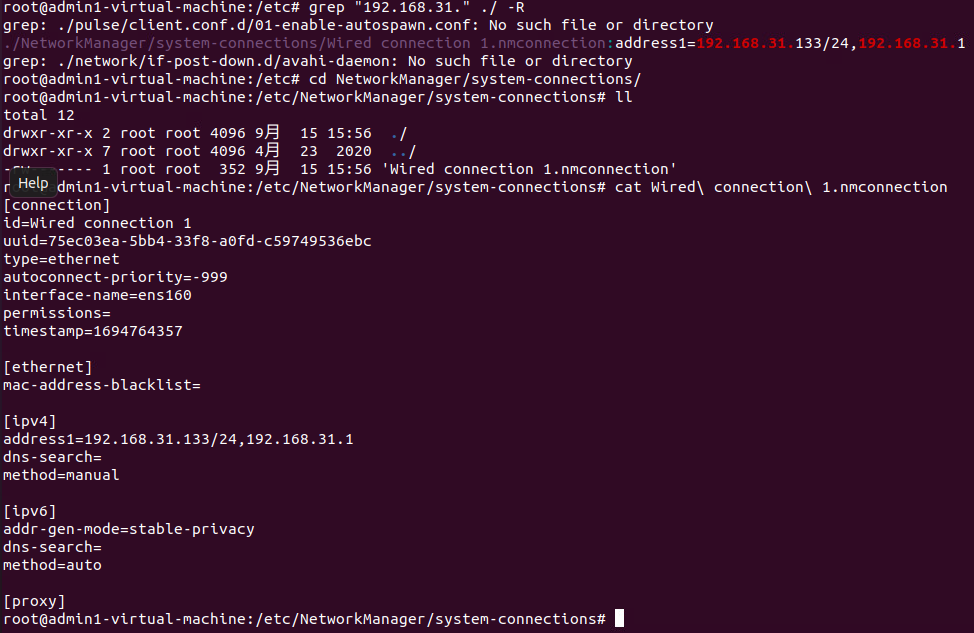 root@admin1-virtual-machine:/etc# grep "192.168.31." ./ -R
grep: ./pulse/client.conf.d/01-enable-autospawn.conf: No such file or directory
./NetworkManager/system-connections/Wired connection 1.nmconnection:address1=192.168.31.133/24,192.168.31.1
grep: ./network/if-post-down.d/avahi-daemon: No such file or directory
root@admin1-virtual-machine:/etc# cd NetworkManager/system-connections/
root@admin1-virtual-machine:/etc/NetworkManager/system-connections# ll
total 12
drwxr-xr-x 2 root root 4096 9月  15 15:56 ./
drwxr-xr-x 7 root root 4096 4月  23  2020 ../
------- 1 root root  352 9月  15 15:56 'Wired connection 1.nmconnection'
Help
admin1-virtual-machine:/etc/NetworkManager/system-connections# cat Wired\ connection\ 1.nmconnection
[connection]
id=Wired connection 1
uuid=75ec03ea-5bb4-33f8-a0fd-c59749536ebc
type=ethernet
autoconnect-priority=-999
interface-name=ens160
permissions=
timestamp=1694764357
[ethernet]
mac-address-blacklist=
[ipv4]
address1=192.168.31.133/24,192.168.31.1
dns-search=
method=manual
[ipv6]
addr-gen-mode=stable-privacy
dns-search=
method=auto
[proxy]
root@admin1-virtual-machine:/etc/NetworkManager/system-connections#